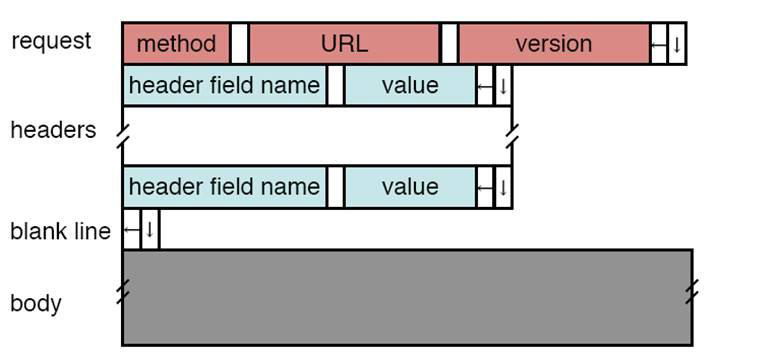 request method URL version ← ↓
header field name value ← ↓
headers
header field name value ← ↓
blank line ← ↓
body